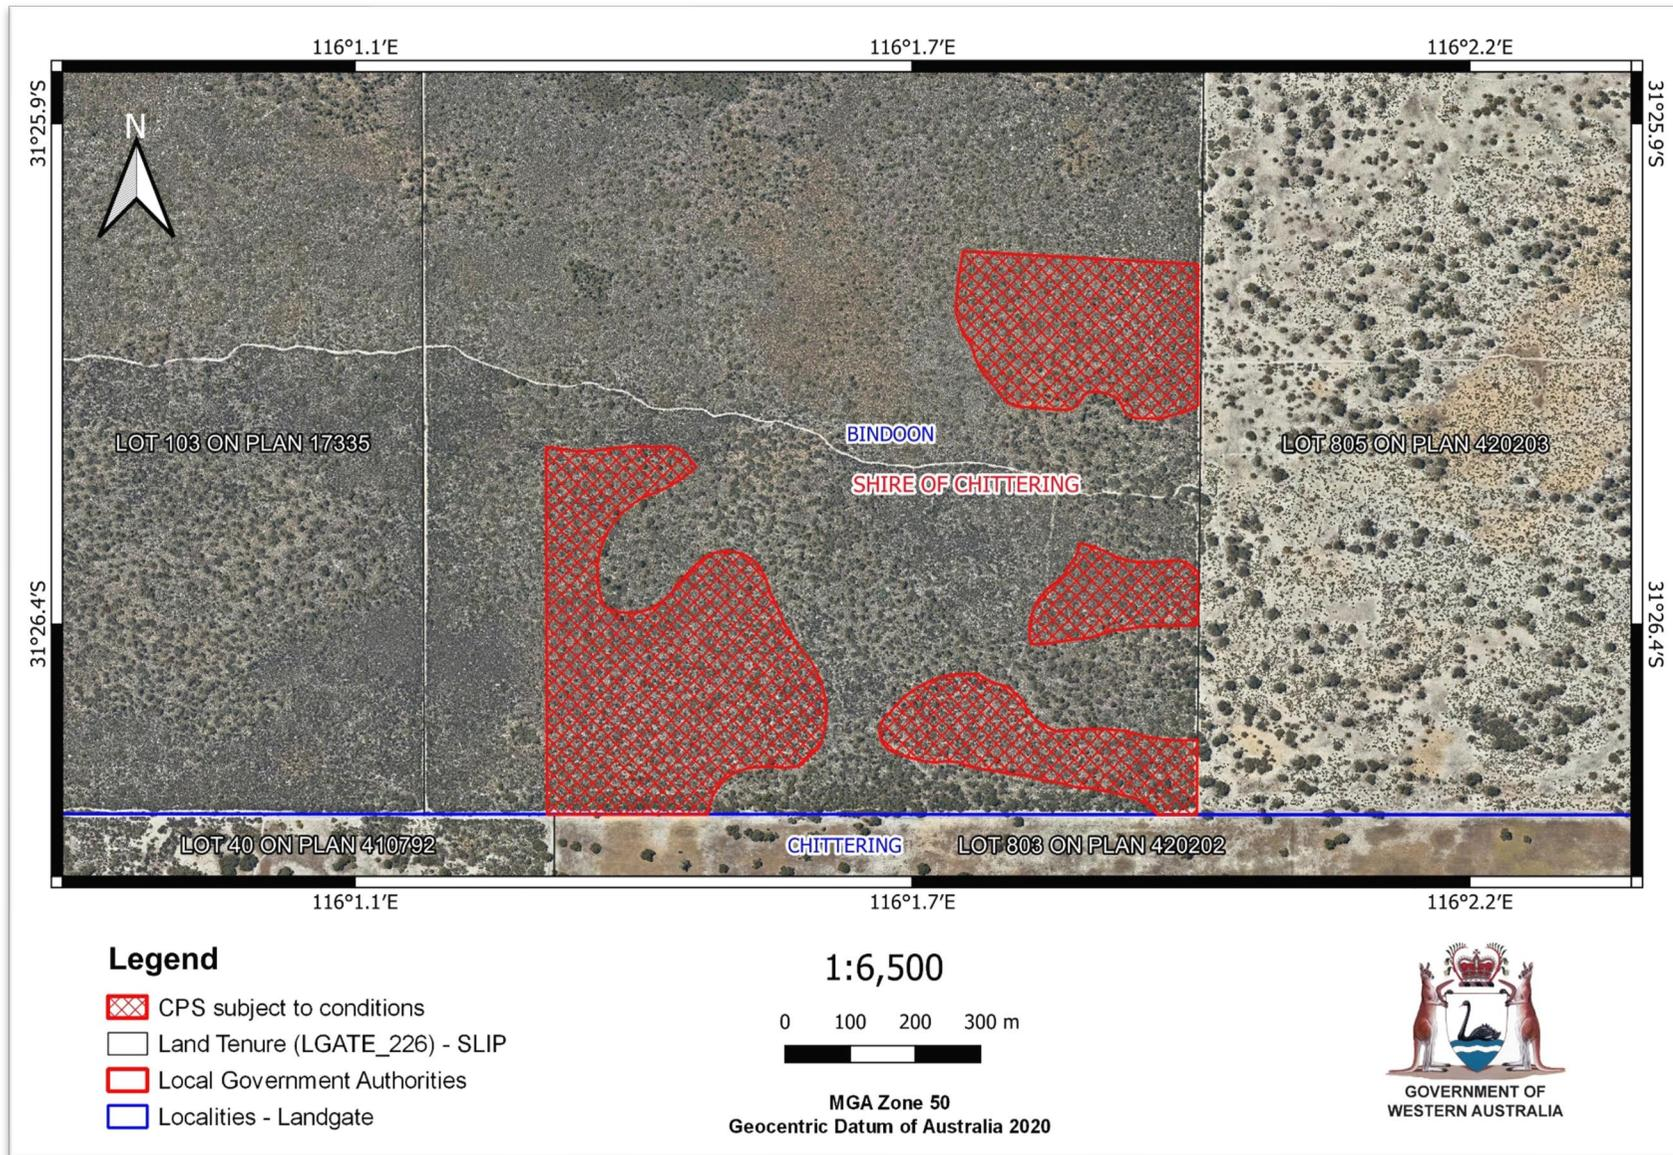 116°1.1'E
116°1.7'E
116°2.2'E
31°25.9'S
31°25.9'S
N
BINDOON
LOT 103 ON PLAN 17335
LOT 805 ON PLAN 420203
SHIRE OF CHITTERING
31°26.4'S
31°26.4'S
LOT 40 ON PLAN 410792
CHITTERING
LOT 803 ON PLAN 420202
116°1.1'E
116°1.7'E
116°2.2'E
Legend
CPS subject to conditions
Land Tenure (LGATE_226) - SLIP
Local Government Authorities
Localities - Landgate
1:6,500
0 100 200 300 m
MGA Zone 50
Geocentric Datum of Australia 2020
GOVERNMENT OF
WESTERN AUSTRALIA